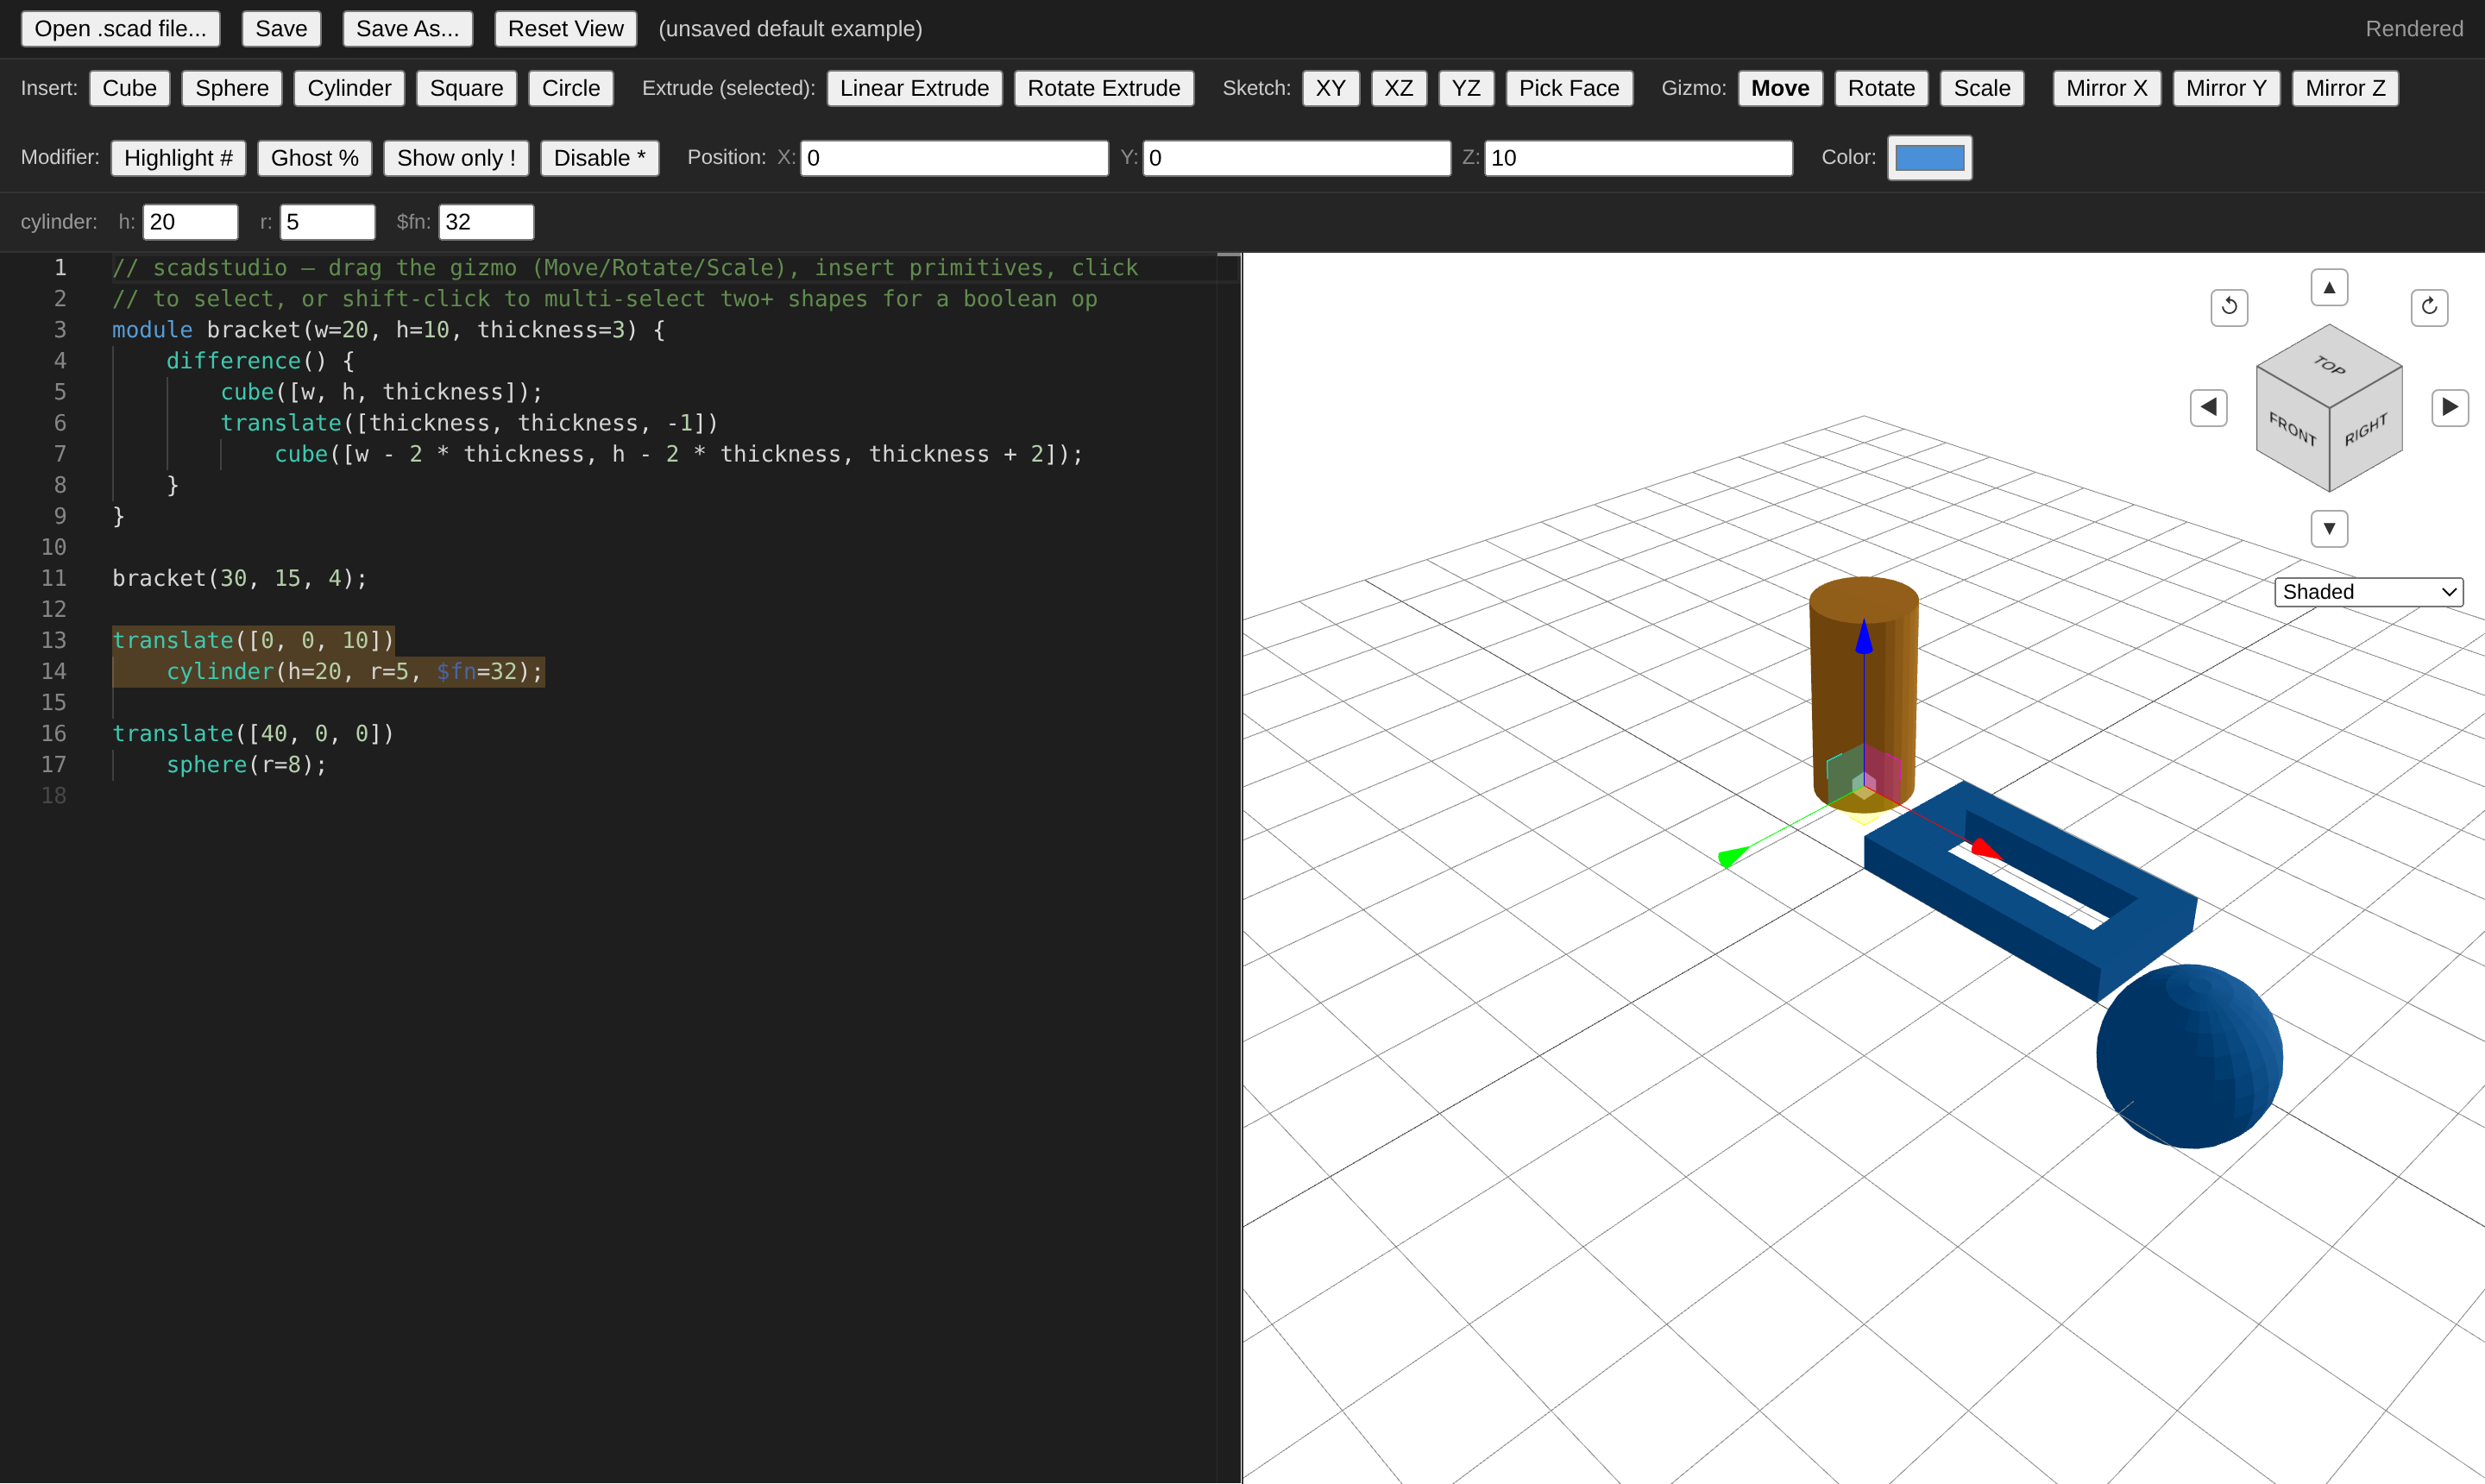 Open .scad file... Save Save As... Reset View (unsaved default example) Rendered
Insert: Cube Sphere Cylinder Square Circle Extrude (selected): Linear Extrude Rotate Extrude Sketch: XY XZ YZ Pick Face Gizmo: Move Rotate Scale Mirror X Mirror Y Mirror Z
Modifier: Highlight # Ghost % Show only ! Disable * Position: X: 0 Y: 0 Z: 10 Color:
cylinder: h: 20 r: 5 $fn: 32
1 // scadstudio — drag the gizmo (Move/Rotate/Scale), insert primitives, click
2 // to select, or shift-click to multi-select two+ shapes for a boolean op
3 module bracket(w=20, h=10, thickness=3) {
4     difference() {
5         cube([w, h, thickness]);
6         translate([thickness, thickness, -1])
7             cube([w - 2 * thickness, h - 2 * thickness, thickness + 2]);
8     }
9 }
10
11 bracket(30, 15, 4);
12
13 translate([0, 0, 10])
14     cylinder(h=20, r=5, $fn=32);
15
16 translate([40, 0, 0])
17     sphere(r=8);
18
TOP
FRONT RIGHT
Shaded